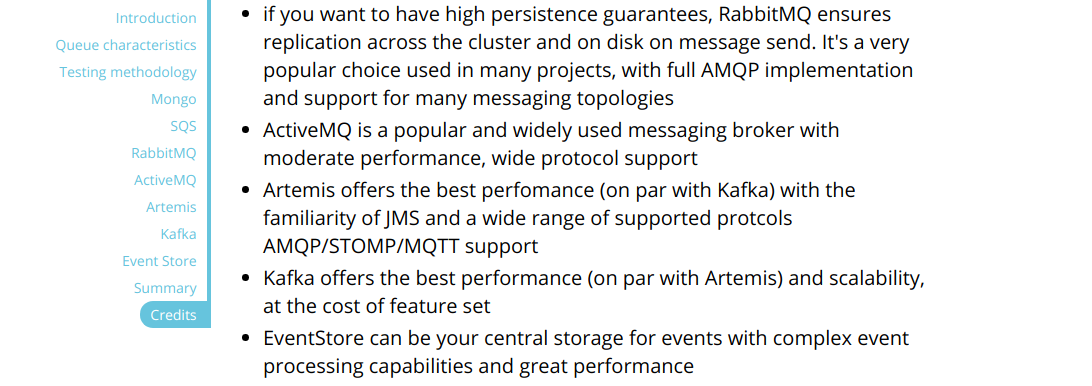 Introduction
Queue characteristics
Testing methodology
Mongo
SQS
RabbitMQ
ActiveMQ
Artemis
Kafka
Event Store
Summary
Credits
• if you want to have high persistence guarantees, RabbitMQ ensures
replication across the cluster and on disk on message send. It's a very
popular choice used in many projects, with full AMQP implementation
and support for many messaging topologies
• ActiveMQ is a popular and widely used messaging broker with
moderate performance, wide protocol support
• Artemis offers the best perfomance (on par with Kafka) with the
familiarity of JMS and a wide range of supported protcols
AMQP/STOMP/MQTT support
• Kafka offers the best performance (on par with Artemis) and scalability,
at the cost of feature set
• EventStore can be your central storage for events with complex event
processing capabilities and great performance